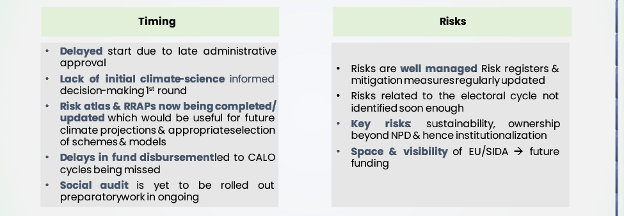 Timing
• Delayed start due to late administrative
approval
• Lack of initial climate-science informed
decision-making 1st round
• Risk atlas & RRAPs now being completed/
updated which would be useful for future
climate projections & appropriateselection
of schemes & models
• Delays in fund disbursementled to CALO
cycles being missed
• Social audit is yet to be rolled out
preparatorywork in ongoing
Risks
• Risks are well managed Risk registers &
mitigation measures regularly updated
• Risks related to the electoral cycle not
identified soon enough
• Key risks: sustainability, ownership
beyond NPD & hence institutionalization
• Space & visibility of EU/SIDA → future
funding